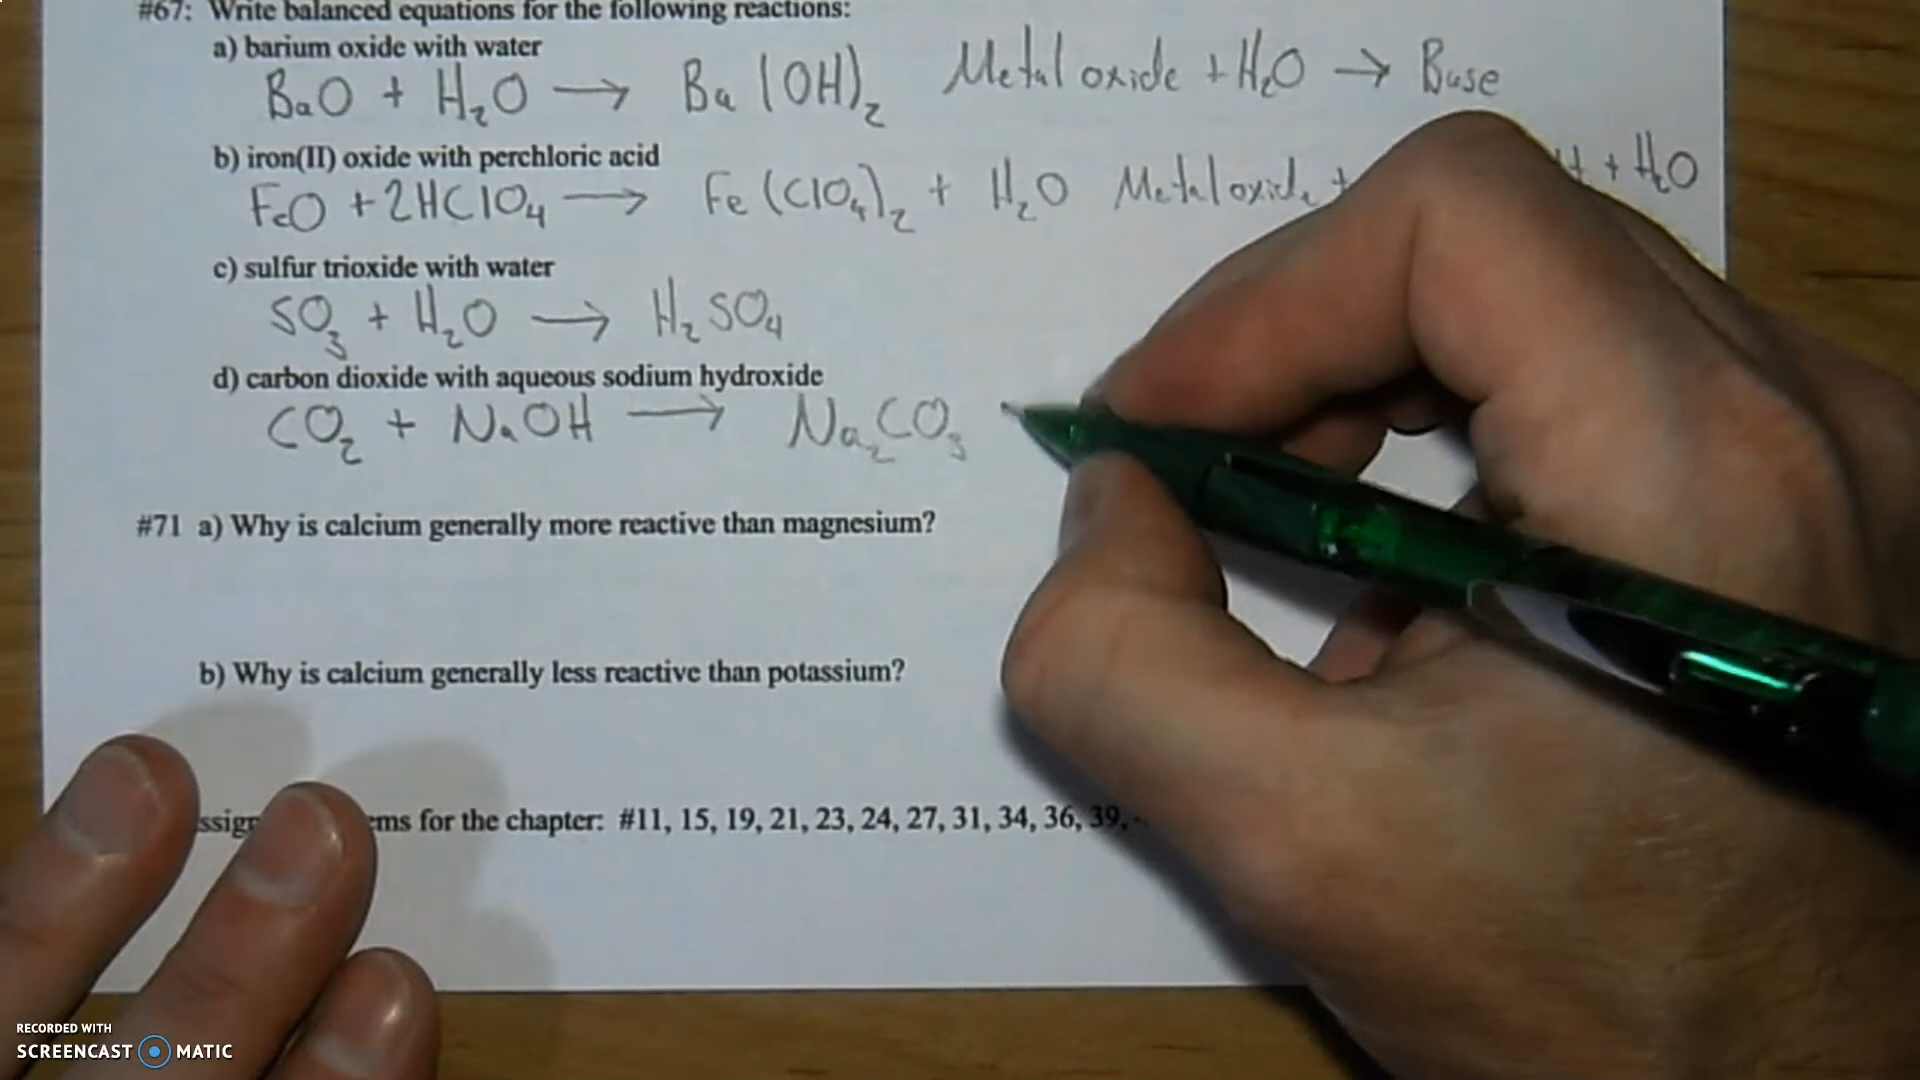 #67: Write balanced equations for the following reactions:
a) barium oxide with water
BaO + H₂O → Ba(OH)₂ Metal oxide + H₂O → Base
b) iron(II) oxide with perchloric acid
FeO + 2HClO₄ → Fe(ClO₄)₂ + H₂O Metal oxide + + H₂O
c) sulfur trioxide with water
SO₃ + H₂O → H₂SO₄
d) carbon dioxide with aqueous sodium hydroxide
CO₂ + NaOH → Na₂CO₃
#71 a) Why is calcium generally more reactive than magnesium?
b) Why is calcium generally less reactive than potassium?
for the chapter: #11, 15, 19, 21, 23, 24, 27, 31, 34, 36, 39,
RECORDED WITH
SCREENCAST MATIC